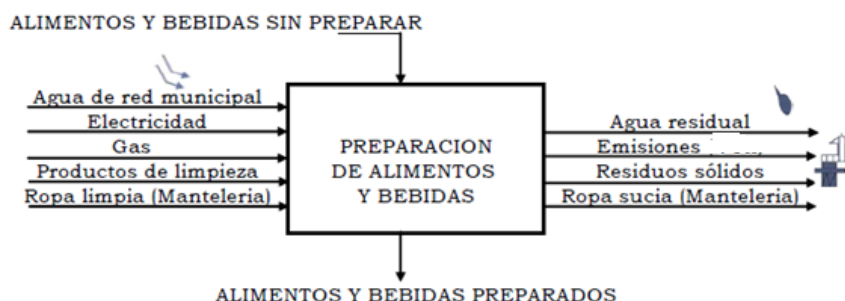 ALIMENTOS Y BEBIDAS SIN PREPARAR
Agua de red municipal
Electricidad
Gas
Productos de limpieza
Ropa limpia (Manteleria)
PREPARACION
DE ALIMENTOS
Y BEBIDAS
Agua residual
Emisiones
Residuos sólidos
Ropa sucia (Manteleria)
ALIMENTOS Y BEBIDAS PREPARADOS